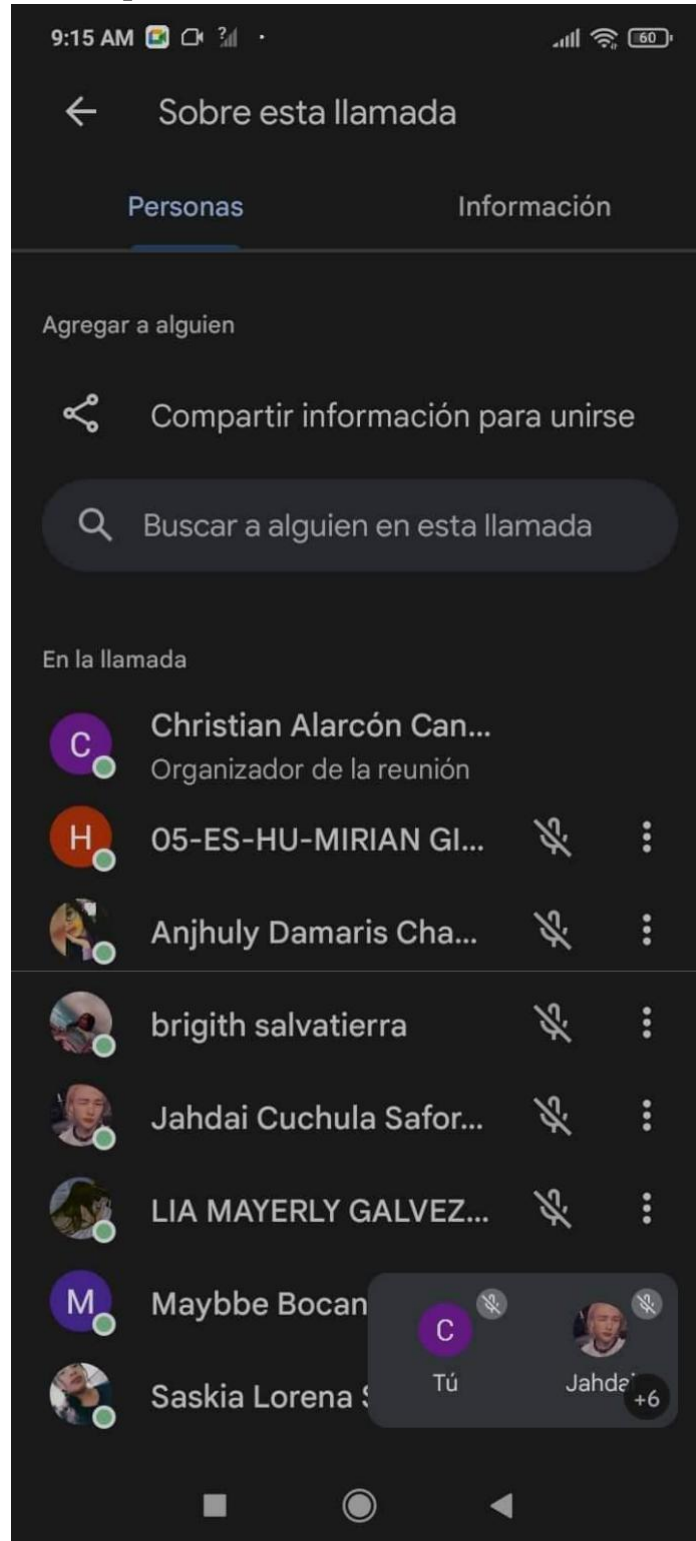 9:15 AM
60
Sobre esta llamada
Personas
Información
Agregar a alguien
Compartir información para unirse
Buscar a alguien en esta llamada
En la llamada
C
Christian Alarcón Can...
Organizador de la reunión
H
05-ES-HU-MIRIAN GI...
Anjhuly Damaris Cha...
brigith salvatierra
Jahdai Cuchula Safor...
LIA MAYERLY GALVEZ...
M
Maybbe Bocan
Saskia Lorena
C
Tú
Jahdai
+6